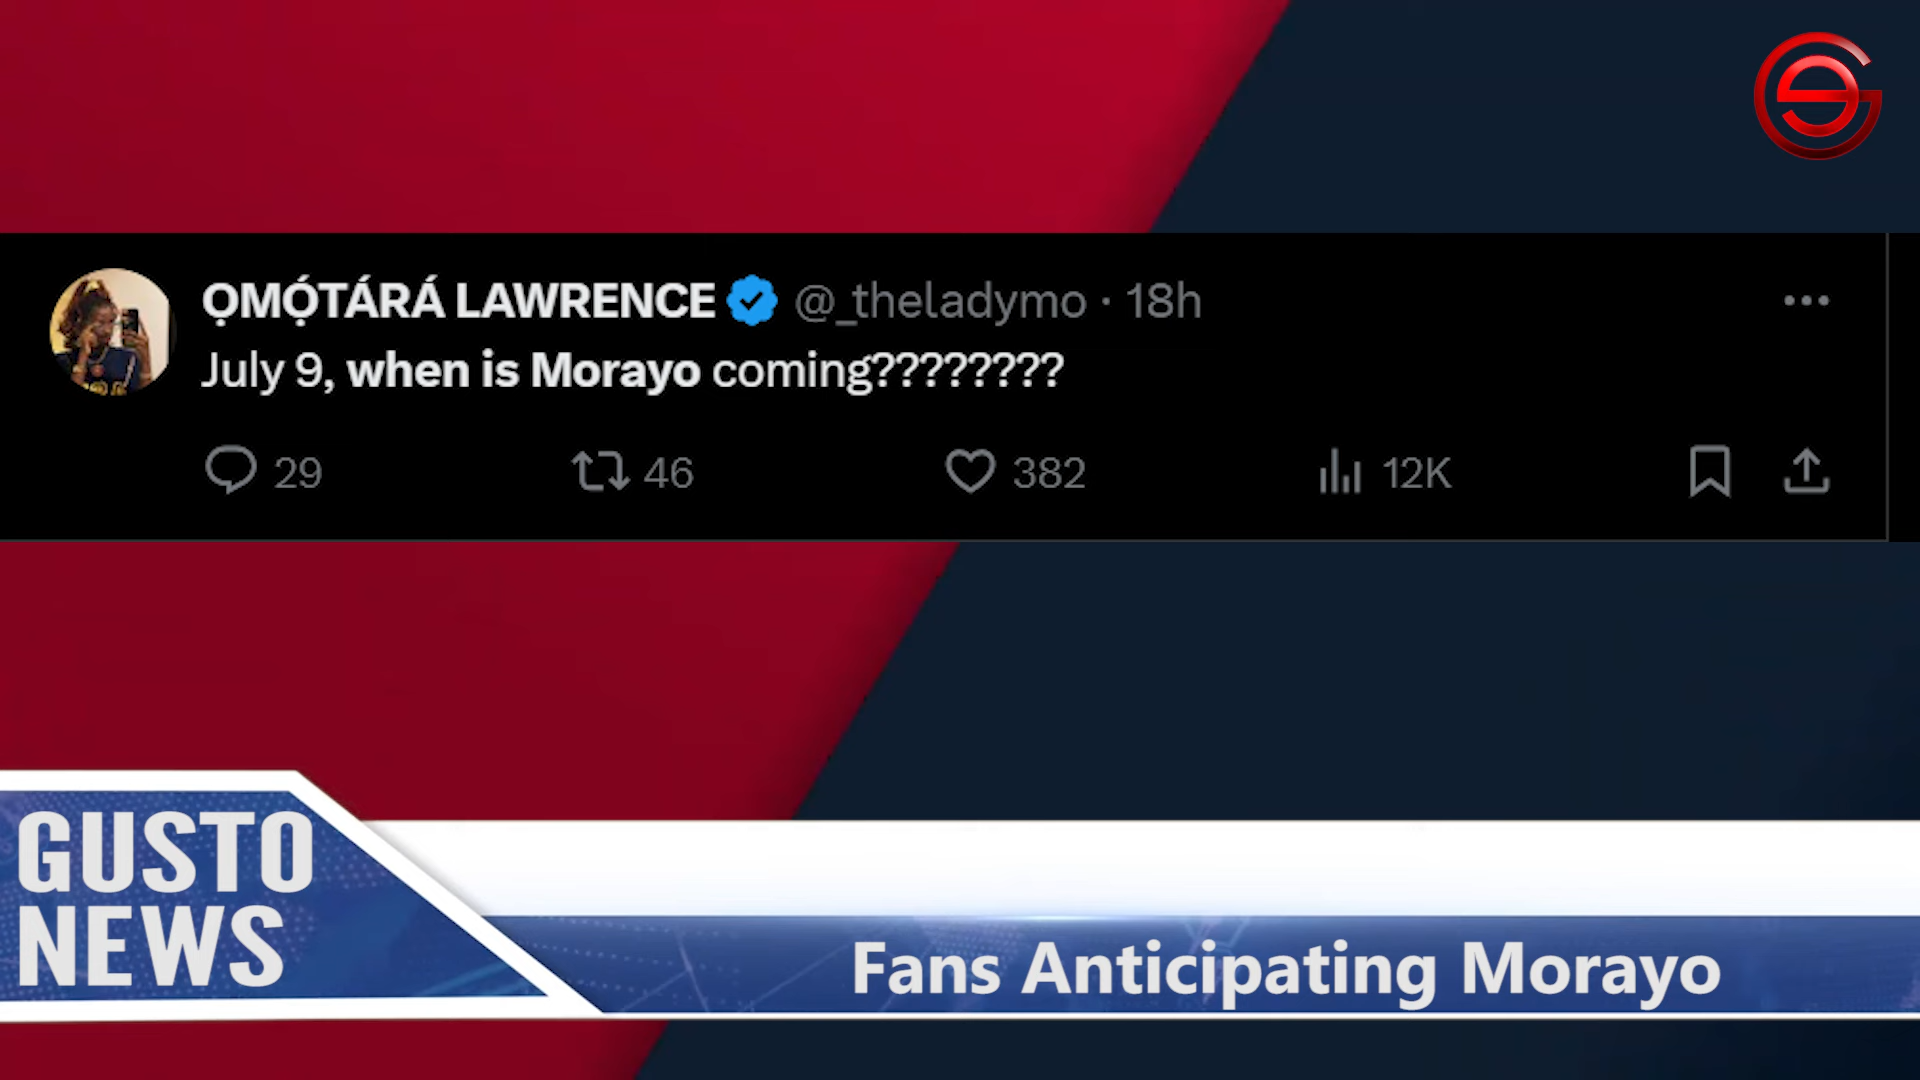 ỌMỌ́TÁRÁ LAWRENCE @_theladymo · 18h
July 9, when is Morayo coming????????
29 46 382 12K
GUSTO
NEWS
Fans Anticipating Morayo